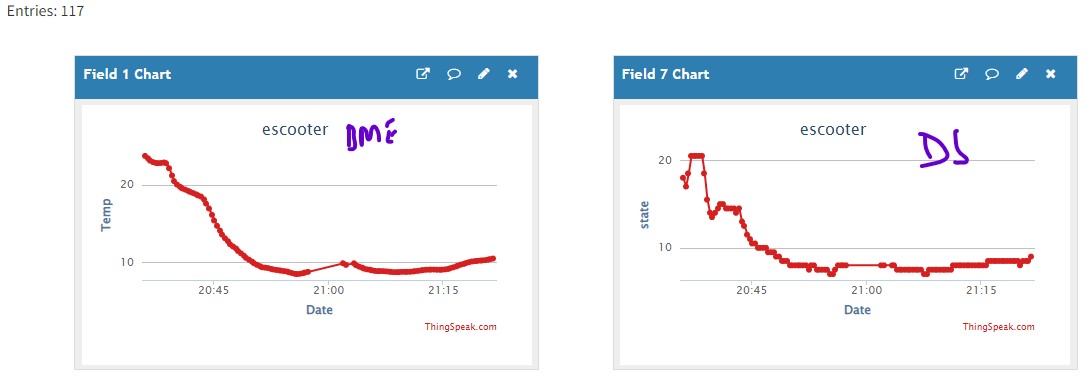 Entries: 117
Field 1 Chart
escooter BME
20
10
Temp
20:45 21:00 21:15
Date
ThingSpeak.com
Field 7 Chart
escooter DS
20
10
state
20:45 21:00 21:15
Date
ThingSpeak.com